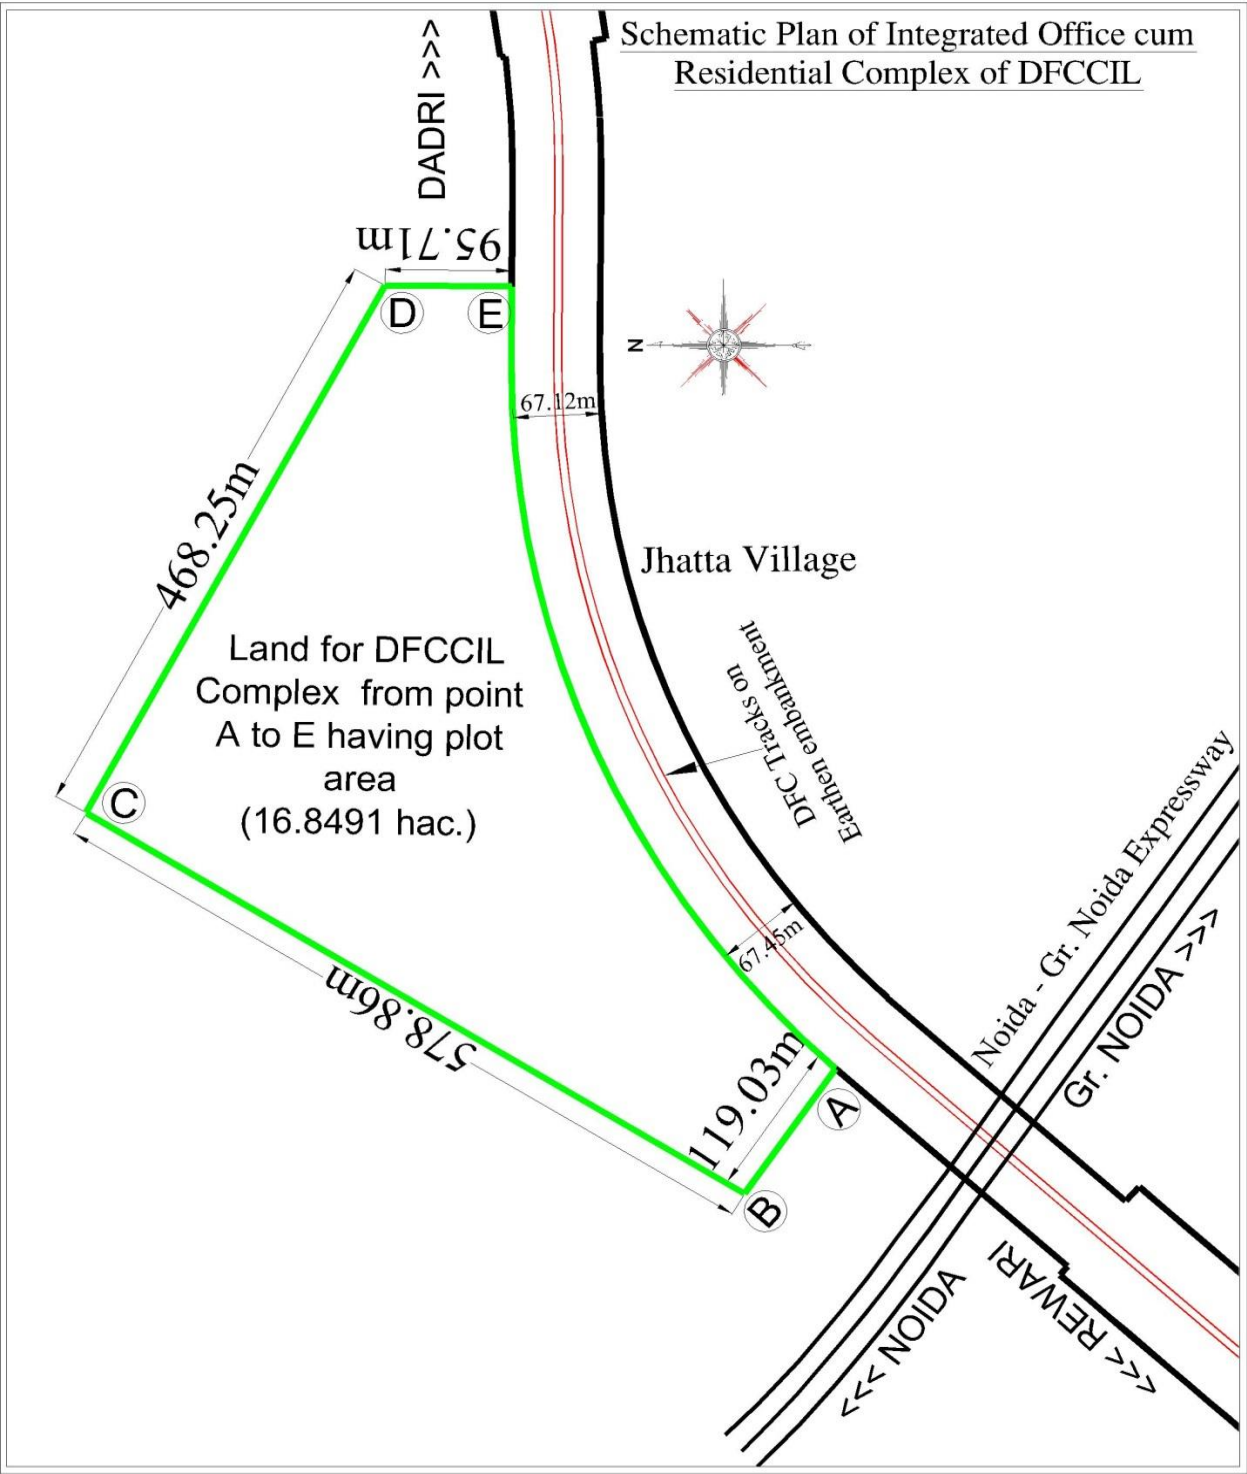 Schematic Plan of Integrated Office cum
Residential Complex of DFCCIL
DADRI >>>
95.71m
D
E
N
67.12m
468.25m
Jhatta Village
DFC Tracks on
Earthen embankment
Land for DFCCIL
Complex from point
A to E having plot
area
(16.8491 hac.)
C
Noida - Gr. Noida Expressway
Gr. NOIDA >>>
67.45m
578.86m
119.03m
A
B
<<< NOIDA
<<< REWARI